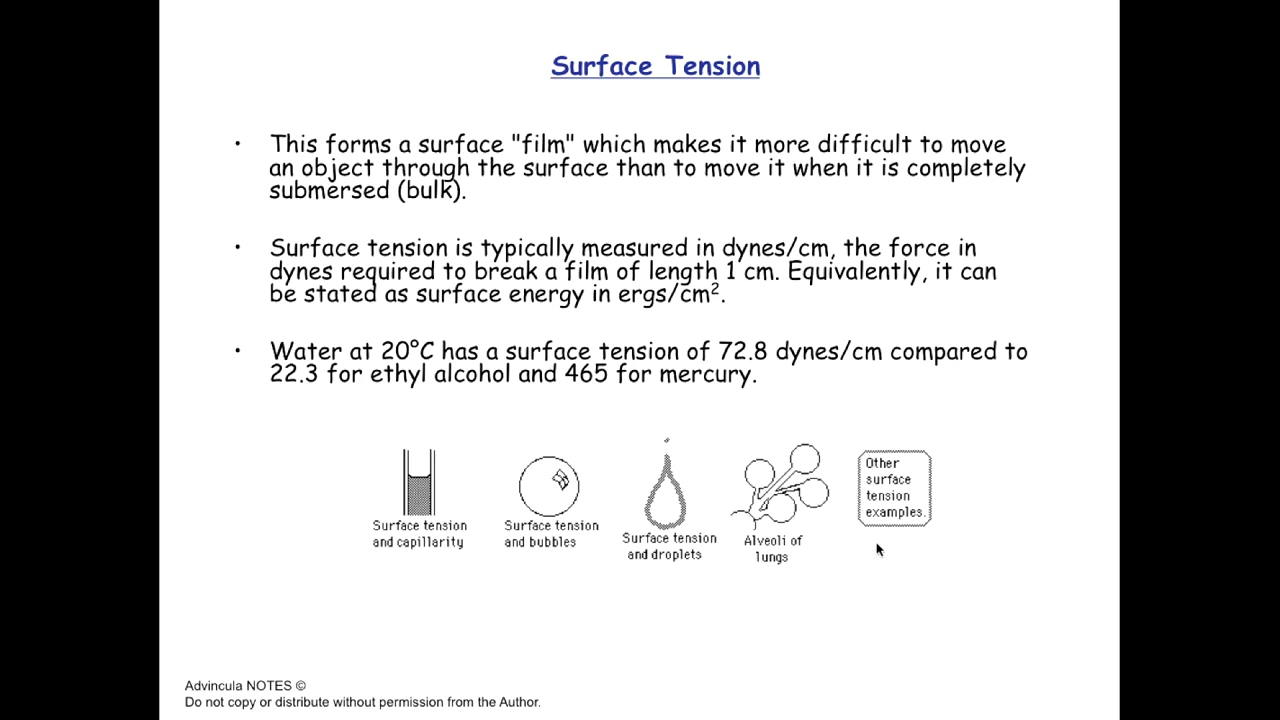 Surface Tension
• This forms a surface "film" which makes it more difficult to move
an object through the surface than to move it when it is completely
submersed (bulk).
• Surface tension is typically measured in dynes/cm, the force in
dynes required to break a film of length 1 cm. Equivalently, it can
be stated as surface energy in ergs/cm².
• Water at 20°C has a surface tension of 72.8 dynes/cm compared to
22.3 for ethyl alcohol and 465 for mercury.
Surface tension
and capillarity
Surface tension
and bubbles
Surface tension
and droplets
Alveoli of
lungs
Other
surface
tension
examples.
Advincula NOTES ©
Do not copy or distribute without permission from the Author.